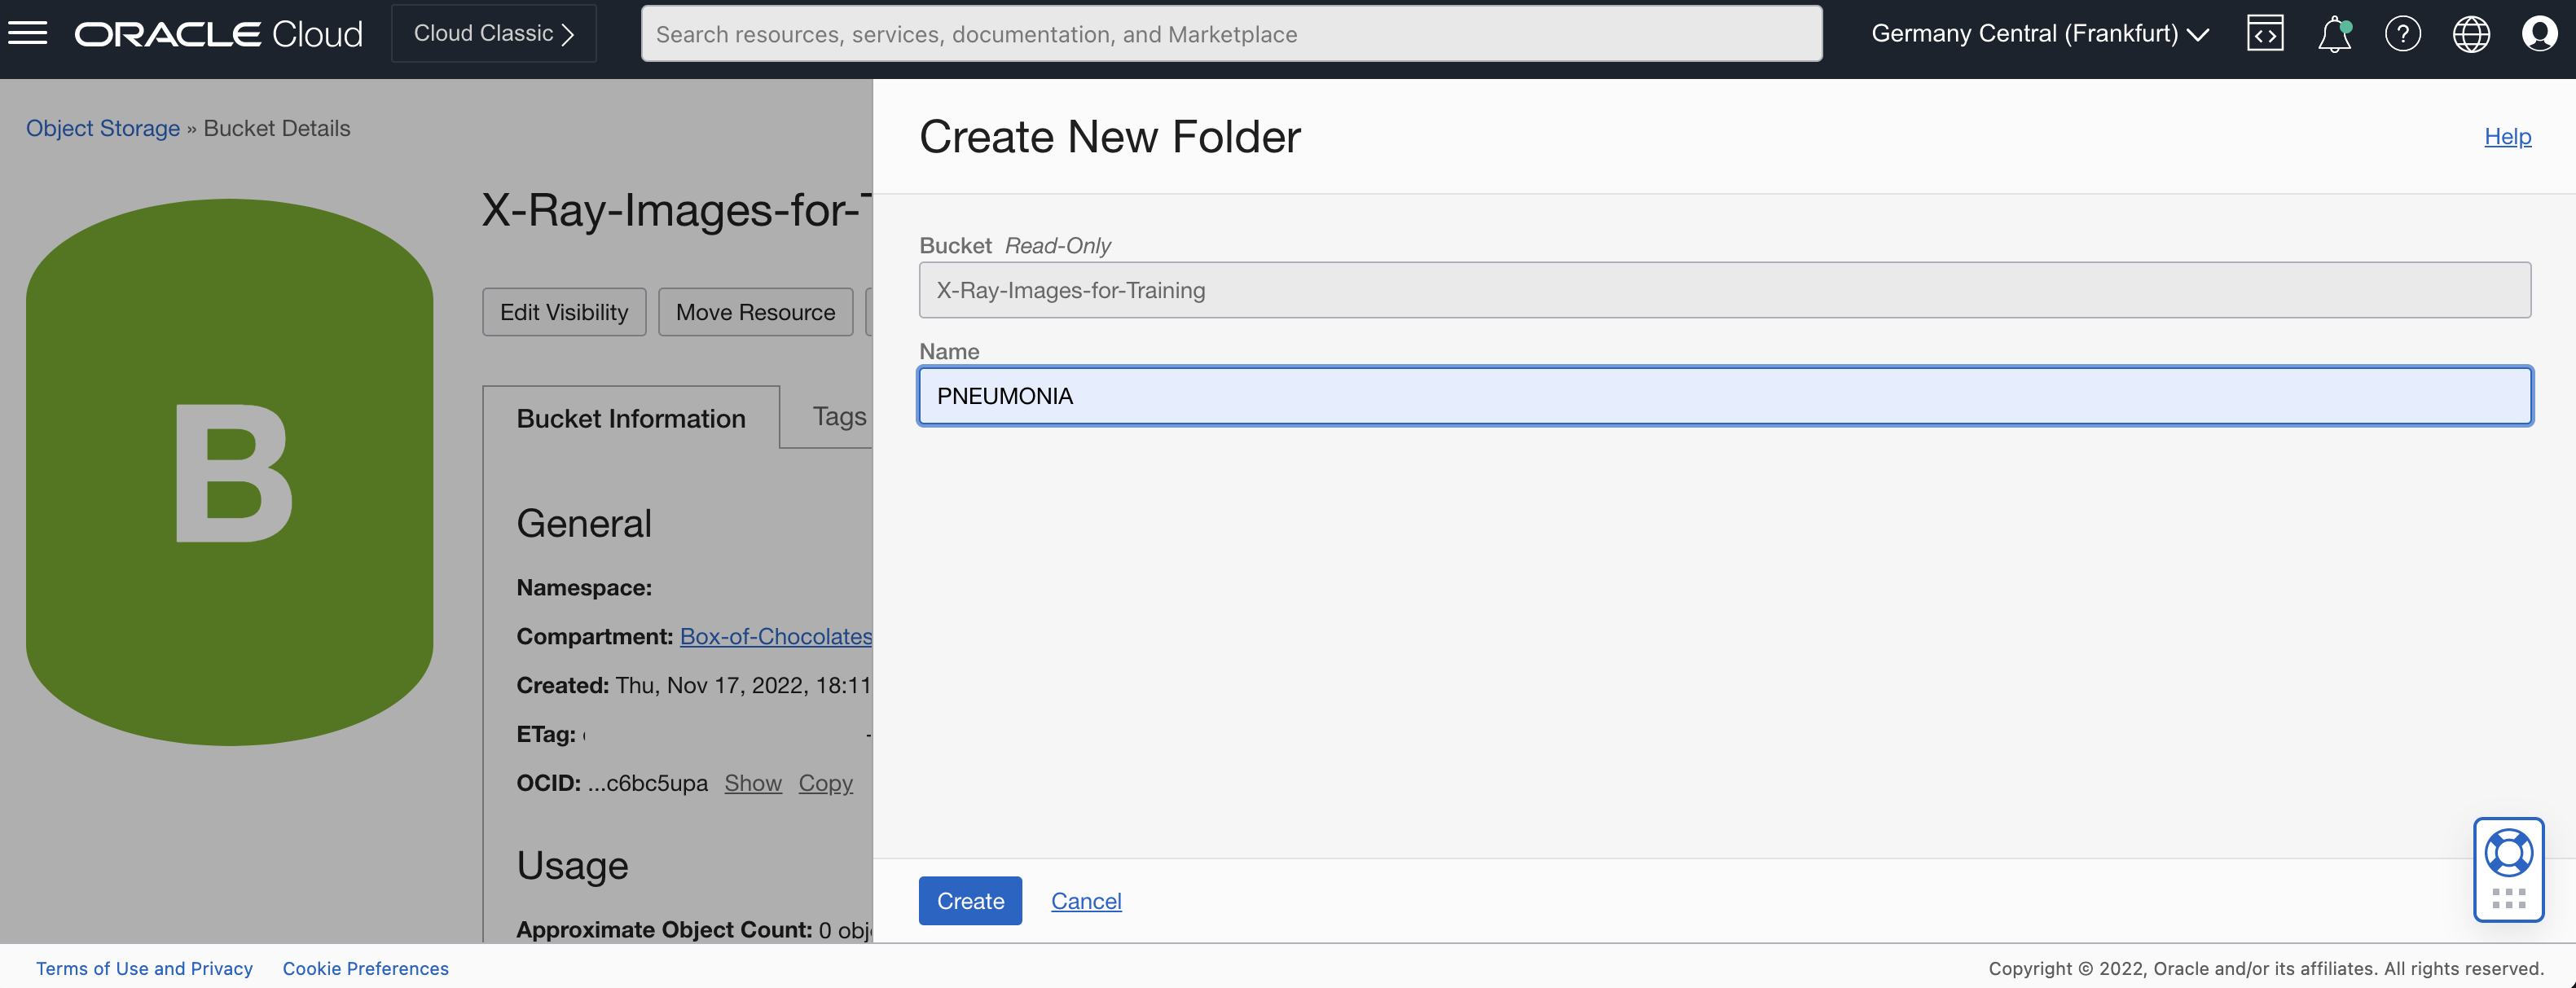 ORACLE Cloud
Cloud Classic
Search resources, services, documentation, and Marketplace
Germany Central (Frankfurt)
Object Storage » Bucket Details
B
X-Ray-Images-for-
Edit Visibility
Move Resource
Bucket Information
Tags
General
Namespace:
Compartment: Box-of-Chocolates
Created: Thu, Nov 17, 2022, 18:11
ETag:
OCID: ...c6bc5upa Show Copy
Usage
Approximate Object Count: 0
Create New Folder
Help
Bucket Read-Only
X-Ray-Images-for-Training
Name
PNEUMONIA
Create
Cancel
Terms of Use and Privacy
Cookie Preferences
Copyright © 2022, Oracle and/or its affiliates. All rights reserved.